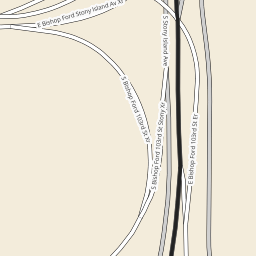 E Bishop Ford Stony Island Av Xr
S Stony Island Ave
S Bishop Ford 103rd St Xr
S Bishop Ford 103rd St Stony Xr
E Bishop Ford 103rd St Er